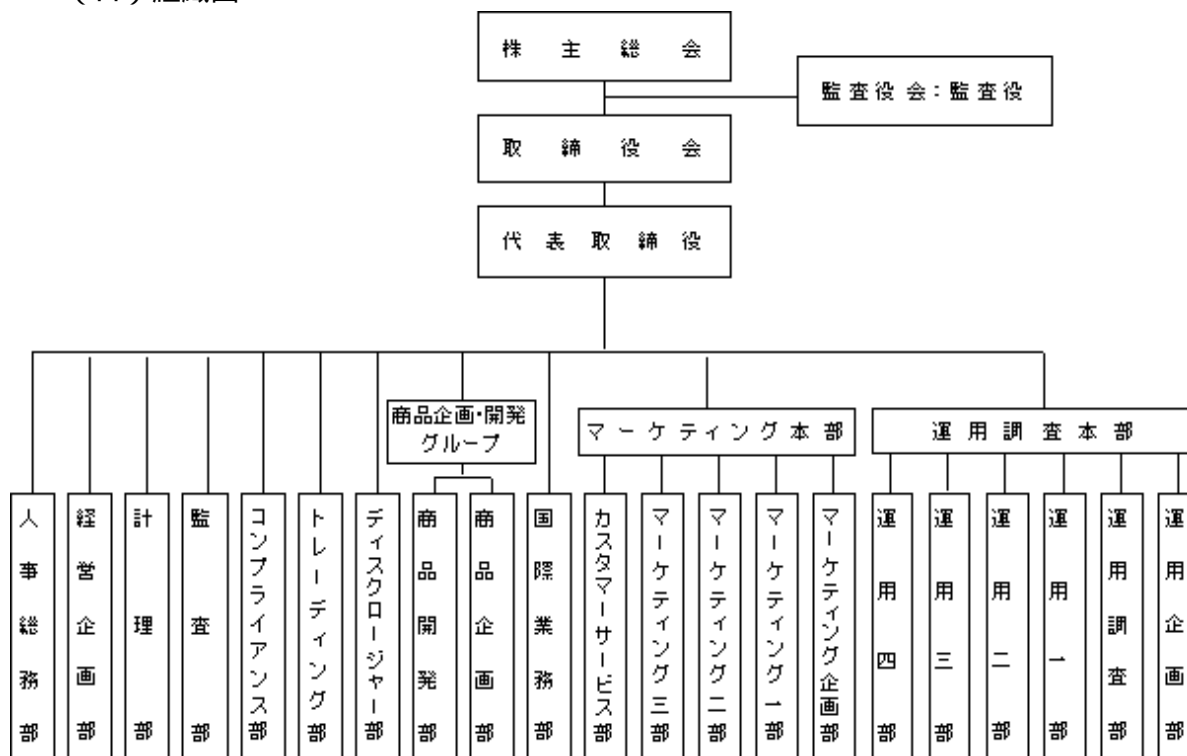 組織図
株主総会
監査役会：監査役
取締役会
代表取締役
商品企画・開発
グループ
マーケティング本部
運用調査本部
人事総務部
経営企画部
計理部
監査部
コンプライアンス部
トレーディング部
ディスクロージャー部
商品開発部
商品企画部
国際業務部
カスタマーサービス部
マーケティング三部
マーケティング二部
マーケティング一部
マーケティング企画部
運用四部
運用三部
運用二部
運用一部
運用調査部
運用企画部